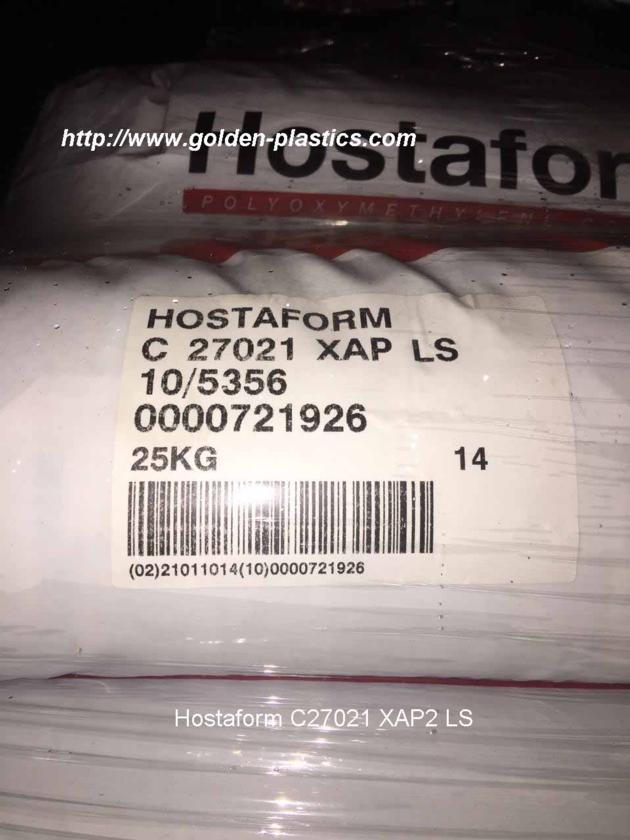 http://www.golden-plastics.com
Hostafor
POLYOXYMETHYLENE C
HOSTAFORM
C 27021 XAP LS
10/5356
0000721926
25KG 14
(02)21011014(10)0000721926
Hostaform C27021 XAP2 LS